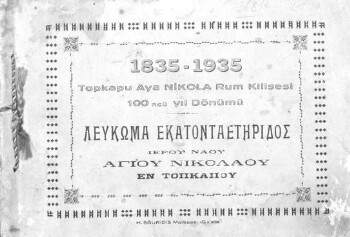 1835-1935
Topkapu Aya NİKOLA Rum Kilisesi
100 ncü yıl Dönümü
ΛΕΥΚΩΜΑ ΕΚΑΤΟΝΤΑΕΤΗΡΙΔΟΣ
ΙΕΡΟΥ ΝΑΟΥ
ΑΓΙΟΥ ΝΙΚΟΛΑΟΥ
ΕΝ ΤΟΠΚΑΠΟΥ